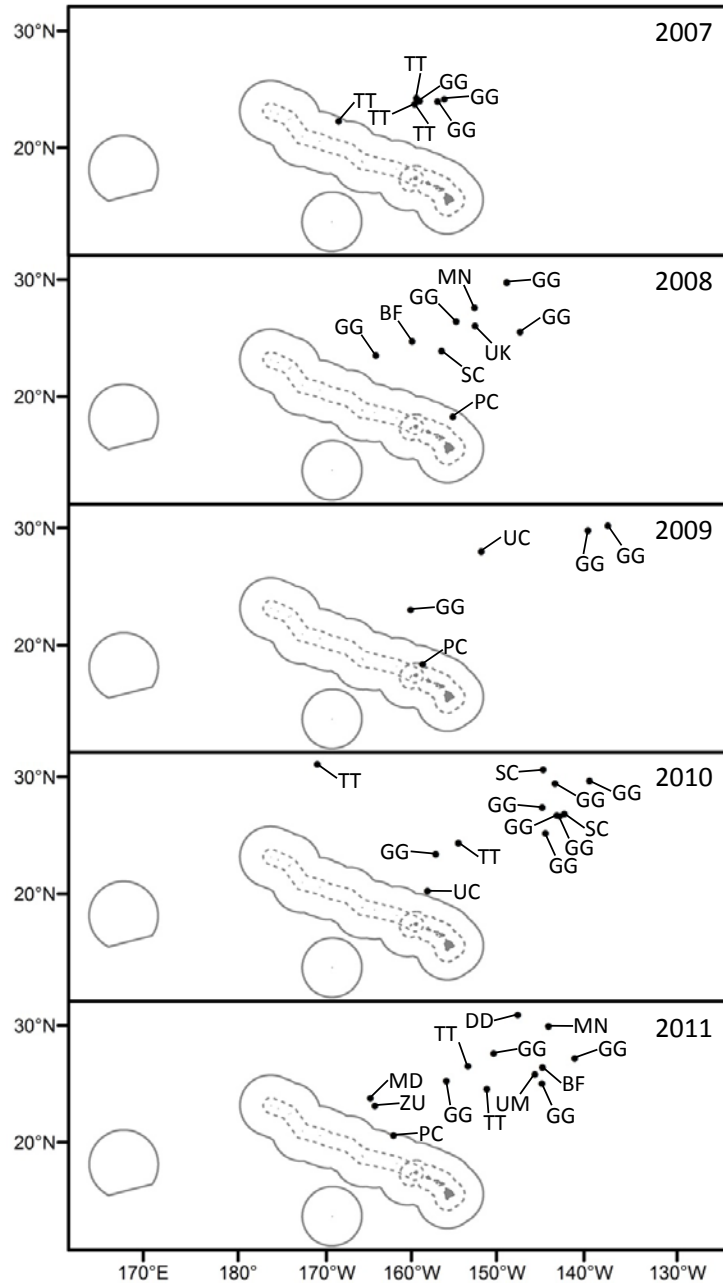 30°N
2007
TT
GG
TT
GG
TT
20°N
TT
GG
30°N
2008
MN
GG
GG
BF
GG
GG
UK
SC
20°N
PC
30°N
2009
UC
GG
GG
GG
20°N
PC
30°N
2010
TT
SC
GG
GG
GG
GG
SC
GG
GG
TT
GG
20°N
UC
30°N
2011
DD
MN
TT
GG
GG
MD
BF
ZU
UM
GG
TT
GG
20°N
PC
170°E 180° 170°W 160°W 150°W 140°W 130°W